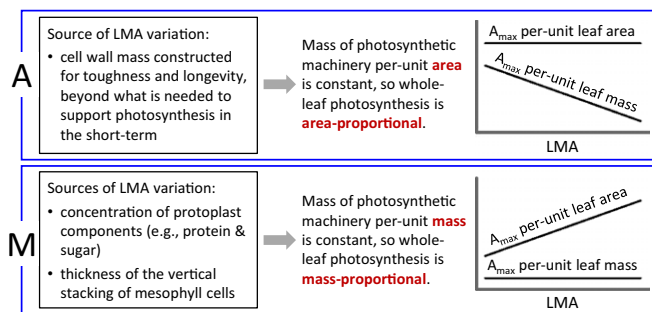 A
Source of LMA variation:
• cell wall mass constructed
for toughness and longevity,
beyond what is needed to
support photosynthesis in
the short-term
Mass of photosynthetic
machinery per-unit area
is constant, so whole-
leaf photosynthesis is
area-proportional.
Amax per-unit leaf area
Amax per-unit leaf mass
LMA
M
Sources of LMA variation:
• concentration of protoplast
components (e.g., protein &
sugar)
• thickness of the vertical
stacking of mesophyll cells
Mass of photosynthetic
machinery per-unit mass
is constant, so whole-
leaf photosynthesis is
mass-proportional.
Amax per-unit leaf area
Amax per-unit leaf mass
LMA